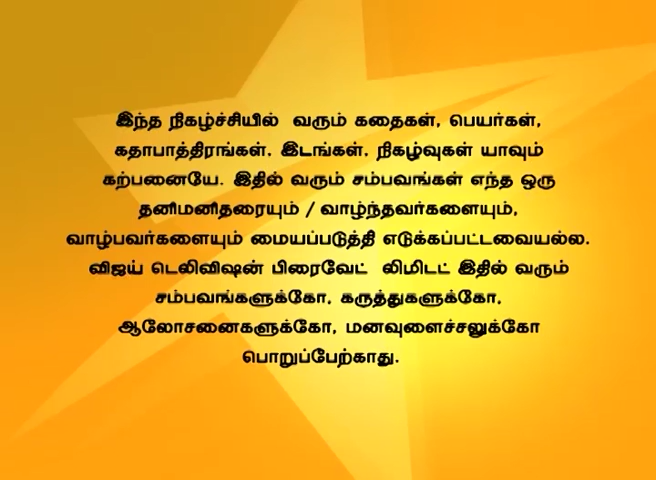 இந்த நிகழ்ச்சியில் வரும் கதைகள், பெயர்கள்,
கதாபாத்திரங்கள், இடங்கள், நிகழ்வுகள் யாவும்
கற்பனையே. இதில் வரும் சம்பவங்கள் எந்த ஒரு
தனிமனிதரையும் / வாழ்ந்தவர்களையும்,
வாழ்பவர்களையும் மையப்படுத்தி எடுக்கப்பட்டவையல்ல.
விஜய் டெலிவிஷன் பிரைவேட் லிமிடட் இதில் வரும்
சம்பவங்களுக்கோ, கருத்துகளுக்கோ,
ஆலோசனைகளுக்கோ, மனவுளைச்சலுக்கோ
பொறுப்பேற்காது.